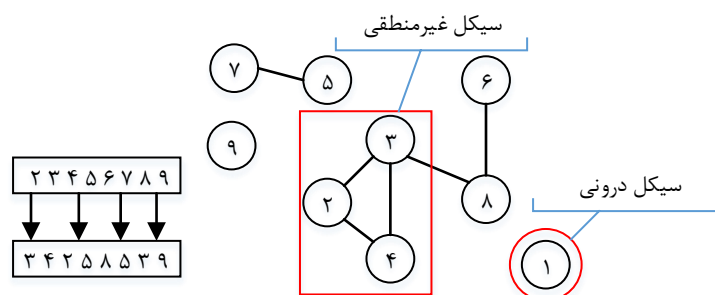 سیکل غیرمنطقی
۷
۵
۶
۹
۳
۲ ۳ ۴ ۵ ۶ ۷ ۸ ۹
۲
۸
سیکل درونی
۳ ۴ ۲ ۵ ۸ ۵ ۳ ۹
۴
۱